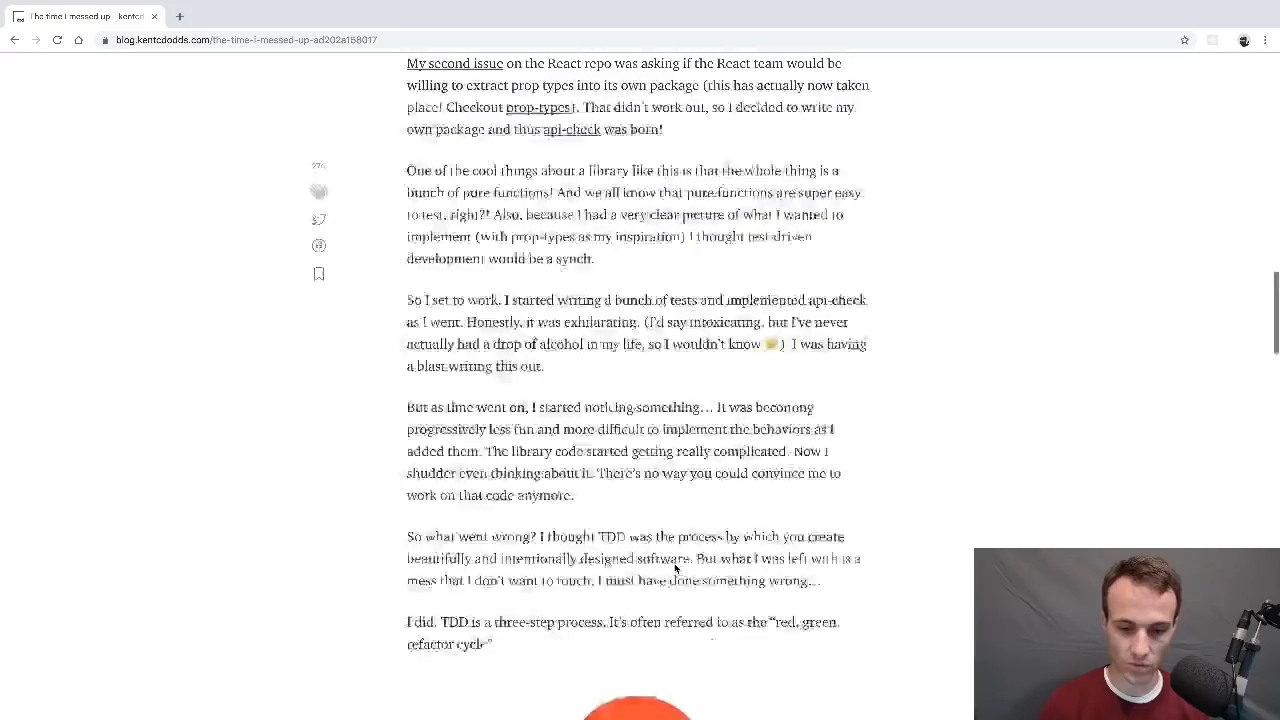 The time I messed up - kentcd
blog.kentcdodds.com/the-time-i-messed-up-ad202a158017
My second issue on the React repo was asking if the React team would be
willing to extract prop types into its own package (this has actually now taken
place! Checkout prop-types). That didn't work out, so I decided to write my
own package and thus api-check was born!
One of the cool things about a library like this is that the whole thing is a
bunch of pure functions! And we all know that pure functions are super easy
to test, right?! Also, because I had a very clear picture of what I wanted to
implement (with prop-types as my inspiration) I thought test driven
development would be a synch.
So I set to work. I started writing a bunch of tests and implemented api-check
as I went. Honestly, it was exhilarating. (I'd say intoxicating, but I've never
actually had a drop of alcohol in my life, so I wouldn't know 😉) I was having
a blast writing this out.
But as time went on, I started noticing something… It was becoming
progressively less fun and more difficult to implement the behaviors as I
added them. The library code started getting really complicated. Now I
shudder even thinking about it. There's no way you could convince me to
work on that code anymore.
So what went wrong? I thought TDD was the process by which you create
beautifully and intentionally designed software. But what I was left with is a
mess that I don't want to touch. I must have done something wrong…
I did. TDD is a three-step process. It's often referred to as the "red, green,
refactor cycle"